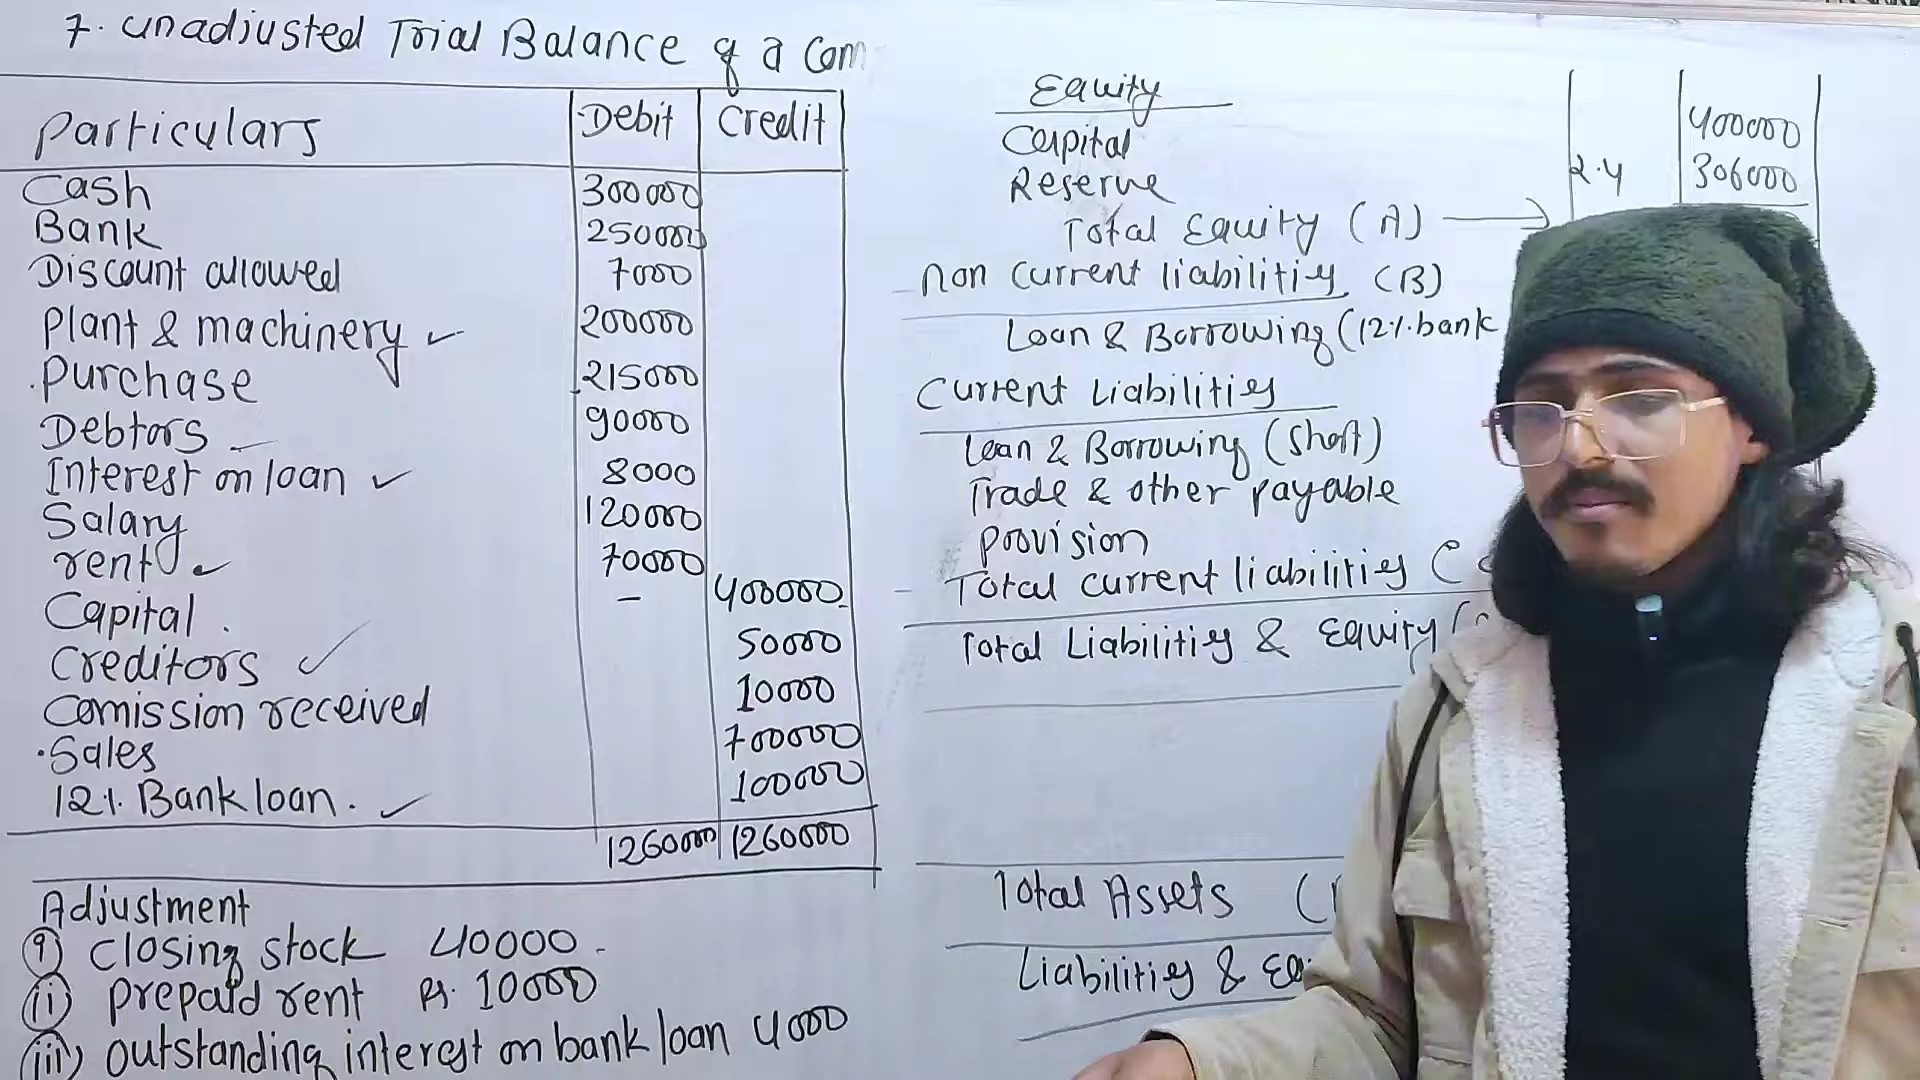 7. Unadjusted Trial Balance of a Com
Particulars Debit Credit
Cash 300000
Bank 250000
Discount allowed 7000
Plant & machinery ✓ 200000
Purchase 215000
Debtors 90000
Interest on loan ✓ 8000
Salary 120000
rent ✓ 70000
Capital. - 400000
Creditors ✓ 50000
Comission received 10000
Sales 700000
12% Bank loan. ✓ 100000
1260000 1260000
Adjustment
(i) closing stock 40000
(ii) prepaid rent Rs. 10000
(iii) outstanding interest on bank loan 4000
Equity
Capital 400000
Reserve 2.4 306000
Total Equity (A) →
Non Current liabilities (B)
Loan & Borrowing (12% bank
Current Liabilities
Loan & Borrowing (short)
Trade & other payable
provision
Total current liabilities (C
Total Liabilities & Equity (
Total Assets (
Liabilities & Eq